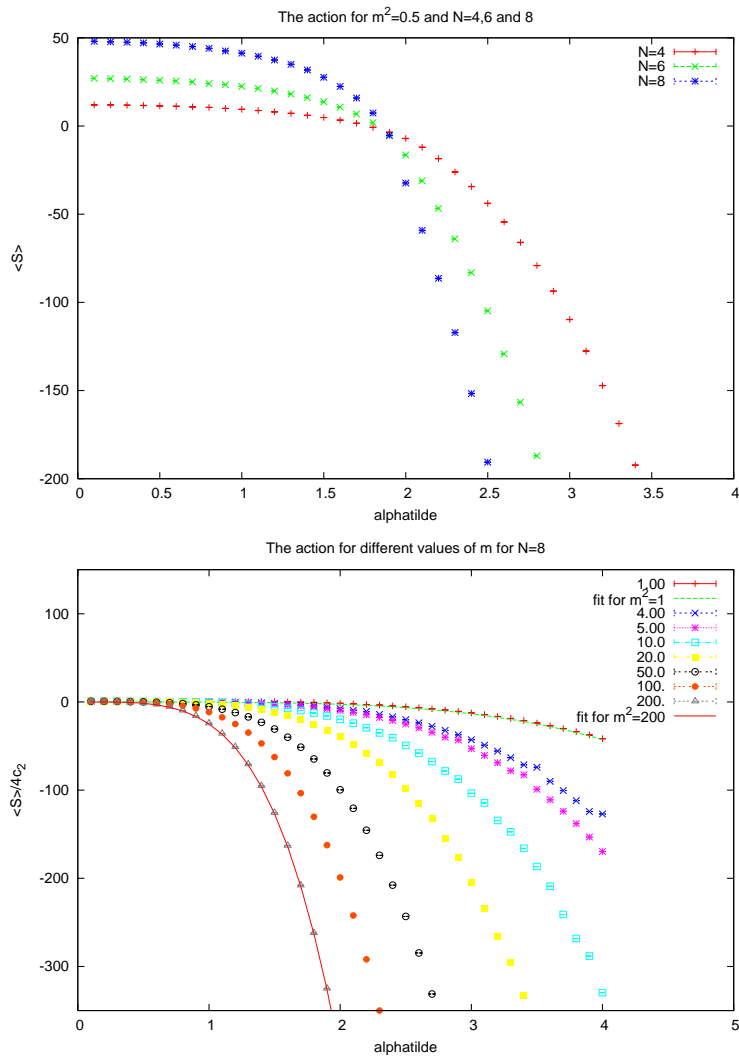 The action for m²=0.5 and N=4,6 and 8
N=4
N=6
N=8
50
0
-50
-100
-150
-200
<S>
0 0.5 1 1.5 2 2.5 3 3.5 4
alphatilde
The action for different values of m for N=8
1.00
fit for m²=1
4.00
5.00
10.0
20.0
50.0
100.
200.
fit for m²=200
100
0
-100
-200
-300
<S>/4c₂
0 1 2 3 4 5
alphatilde